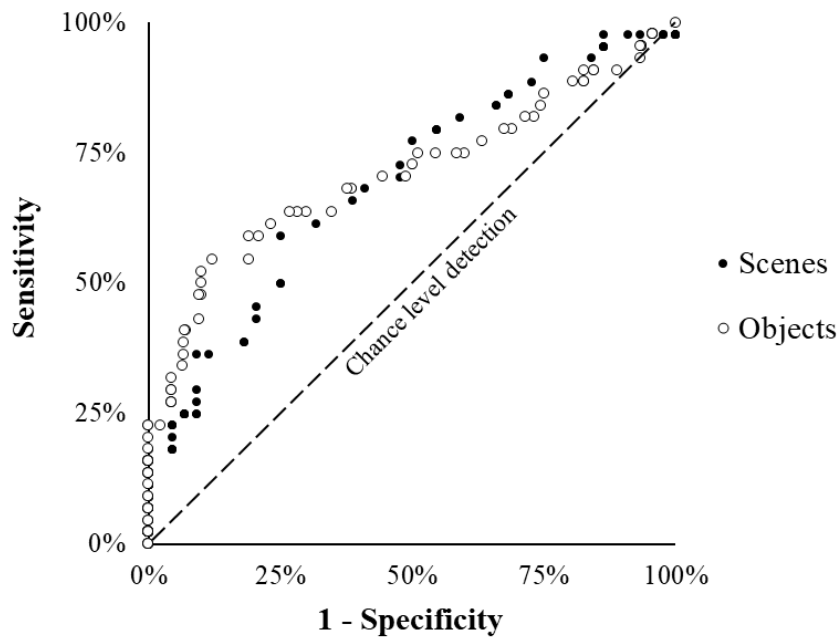 100%
75%
50%
25%
0%
Sensitivity
0% 25% 50% 75% 100%
1 - Specificity
Chance level detection
Scenes
Objects